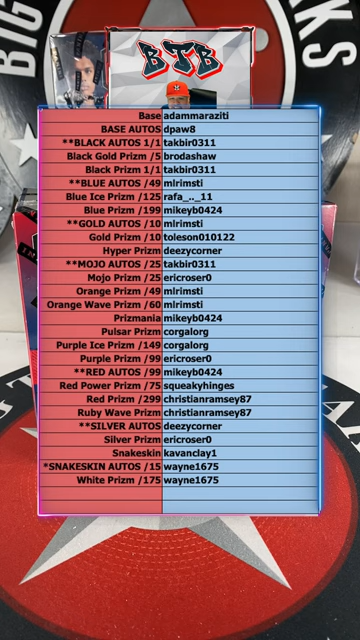 BIG
AKS
BTB
Base adammaraziti
BASE AUTOS dpaw8
**BLACK AUTOS 1/1 takbir0311
Black Gold Prizm /5 brodashaw
Black Prizm 1/1 takbir0311
**BLUE AUTOS /49 mlrimsti
Blue Ice Prizm /125 rafa_.._11
Blue Prizm /199 mikeyb0424
**GOLD AUTOS /10 mlrimsti
Gold Prizm /10 toleson010122
Hyper Prizm deezycorner
**MOJO AUTOS /25 takbir0311
Mojo Prizm /25 ericroser0
Orange Prizm /49 mlrimsti
Orange Wave Prizm /60 mlrimsti
Prizmania mikeyb0424
Pulsar Prizm corgalorg
Purple Ice Prizm /149 corgalorg
Purple Prizm /99 ericroser0
**RED AUTOS /99 mikeyb0424
Red Power Prizm /75 squeakyhinges
Red Prizm /299 christianramsey87
Ruby Wave Prizm christianramsey87
**SILVER AUTOS deezycorner
Silver Prizm ericroser0
Snakeskin kavanclay1
*SNAKESKIN AUTOS /15 wayne1675
White Prizm /175 wayne1675